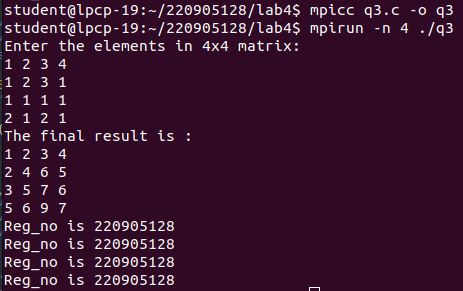 student@lpcp-19:~/220905128/lab4$ mpicc q3.c -o q3
student@lpcp-19:~/220905128/lab4$ mpirun -n 4 ./q3
Enter the elements in 4x4 matrix:
1 2 3 4
1 2 3 1
1 1 1 1
2 1 2 1
The final result is :
1 2 3 4
2 4 6 5
3 5 7 6
5 6 9 7
Reg_no is 220905128
Reg_no is 220905128
Reg_no is 220905128
Reg_no is 220905128